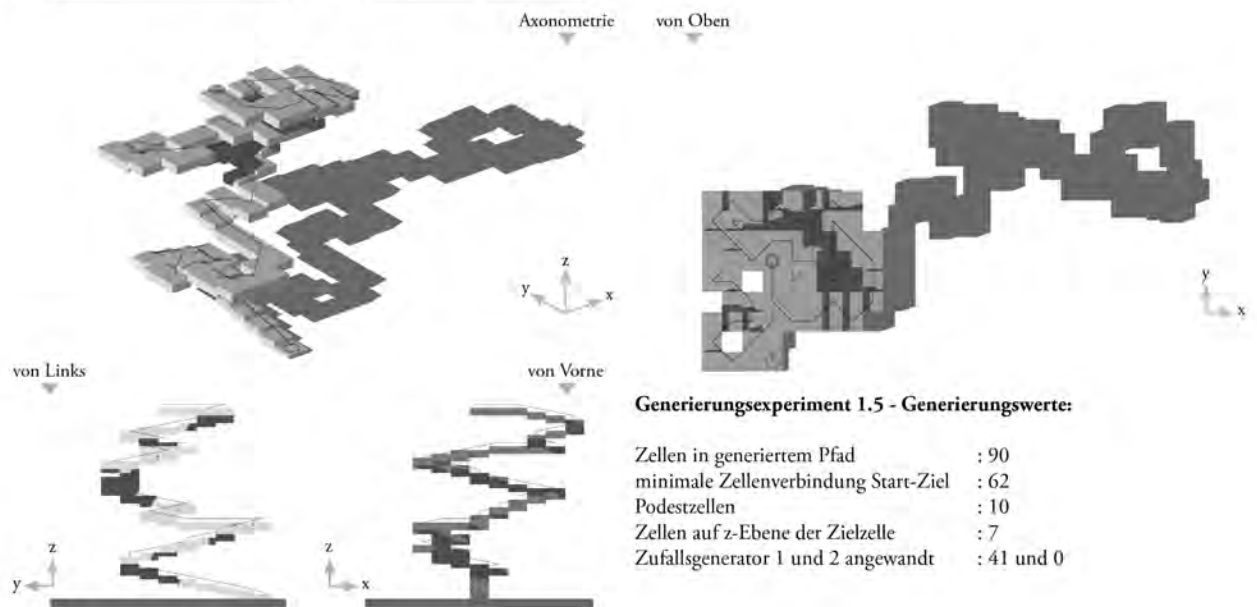 Axonometrie
von Oben
z
y
x
y
x
von Links
von Vorne
z
y
z
x
Generierungsexperiment 1.5 - Generierungswerte:
Zellen in generiertem Pfad : 90
minimale Zellenverbindung Start-Ziel : 62
Podestzellen : 10
Zellen auf z-Ebene der Zielzelle : 7
Zufallsgenerator 1 und 2 angewandt : 41 und 0